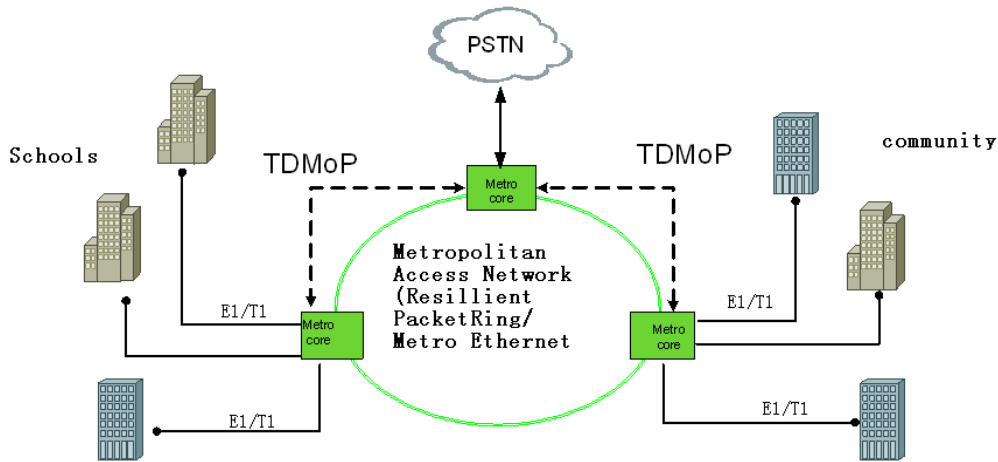 PSTN
Schools
TDMoP
TDMoP
community
Metro
core
Metropolitan
Access Network
(Resillient
PacketRing/
Metro Ethernet
E1/T1
E1/T1
Metro
core
Metro
core
E1/T1
E1/T1